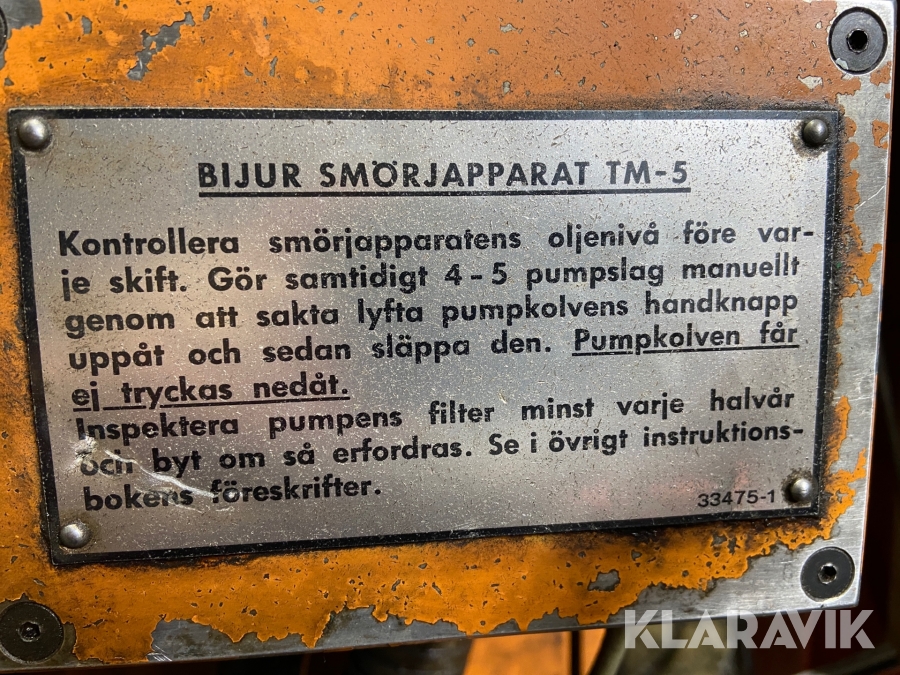 BIJUR SMÖRJAPPARAT TM-5
Kontrollera smörjapparatens oljenivå före var-
je skift. Gör samtidigt 4-5 pumpslag manuellt
genom att sakta lyfta pumpkolvens handknapp
uppåt och sedan släppa den. Pumpkolven får
ej tryckas nedåt.
Inspektera pumpens filter minst varje halvår
och byt om så erfordras. Se i övrigt instruktions-
bokens föreskrifter.
33475-1
KLARAVIK